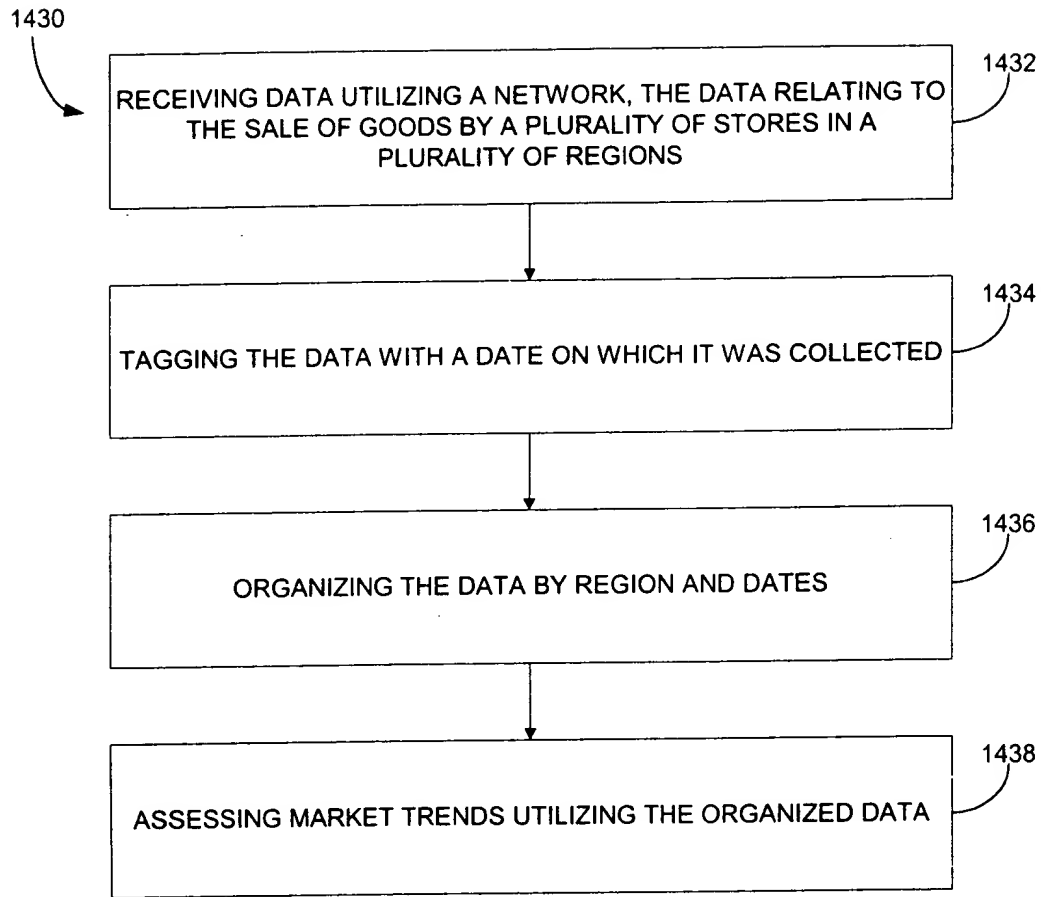 1430
1432
RECEIVING DATA UTILIZING A NETWORK, THE DATA RELATING TO
THE SALE OF GOODS BY A PLURALITY OF STORES IN A
PLURALITY OF REGIONS
1434
TAGGING THE DATA WITH A DATE ON WHICH IT WAS COLLECTED
1436
ORGANIZING THE DATA BY REGION AND DATES
1438
ASSESSING MARKET TRENDS UTILIZING THE ORGANIZED DATA